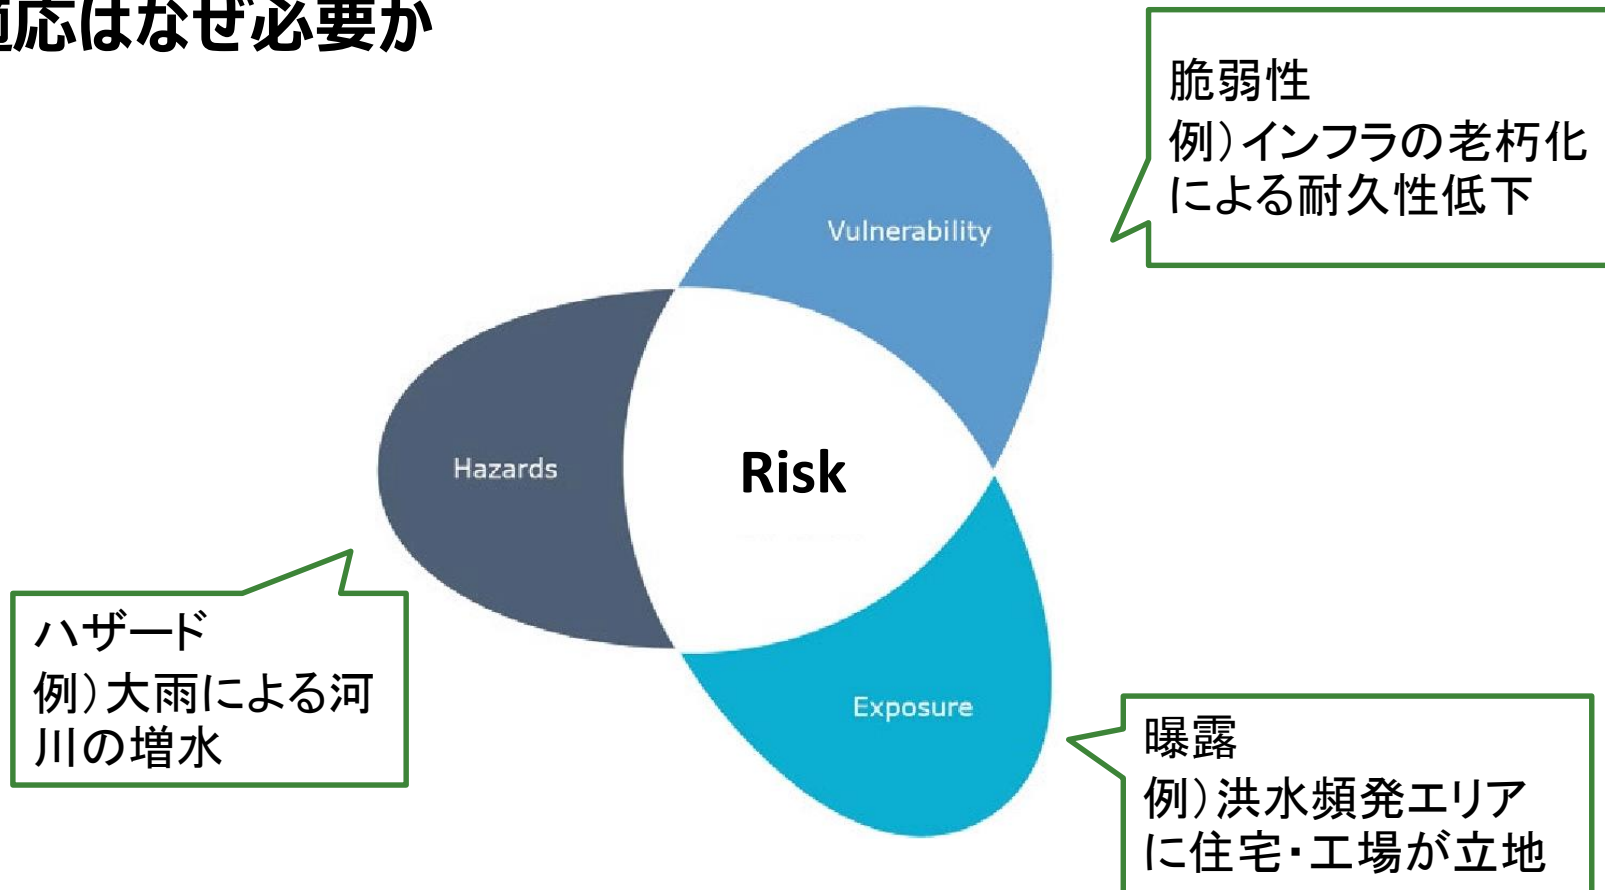 適応はなぜ必要か
脆弱性
例）インフラの老朽化
による耐久性低下
Vulnerability
Hazards
Risk
ハザード
例）大雨による河
川の増水
Exposure
曝露
例）洪水頻発エリア
に住宅・工場が立地